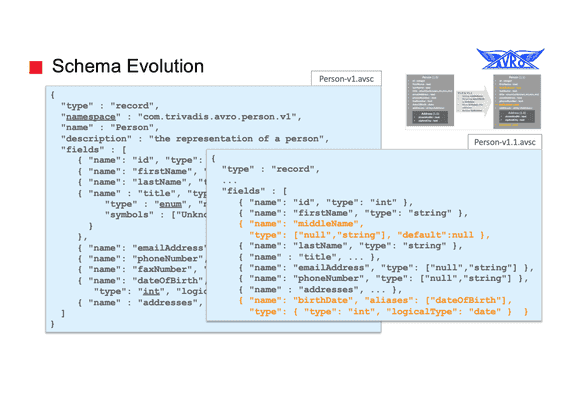 AVRO
Schema Evolution
Person-v1.avsc
{
"type" : "record",
"namespace" : "com.trivadis.avro.person.v1",
"name" : "Person",
"description" : "the representation of a person",
"fields" : [
{ "name": "id", "type":
{ "name": "firstName",
{ "name": "lastName",
{ "name" : "title",
"type" : "enum",
"symbols" : ["Unkno
}
},
{ "name": "emailAddress"
{ "name": "phoneNumber",
{ "name": "faxNumber",
{ "name": "dateOfBirth",
"type": "int",
{ "name" : "addresses",
]
}
Person-v1.1.avsc
{
"type" : "record",
...
"fields" : [
{ "name": "id", "type": "int" },
{ "name": "firstName", "type": "string" },
{ "name": "middleName",
"type": ["null","string"], "default":null },
{ "name": "lastName", "type": "string" },
{ "name" : "title", ... },
{ "name": "emailAddress", "type": ["null","string"] },
{ "name": "phoneNumber", "type": ["null","string"] },
{ "name" : "addresses", ... },
{ "name": "birthDate", "aliases": ["dateOfBirth"],
"type": { "type": "int", "logicalType": "date" } }